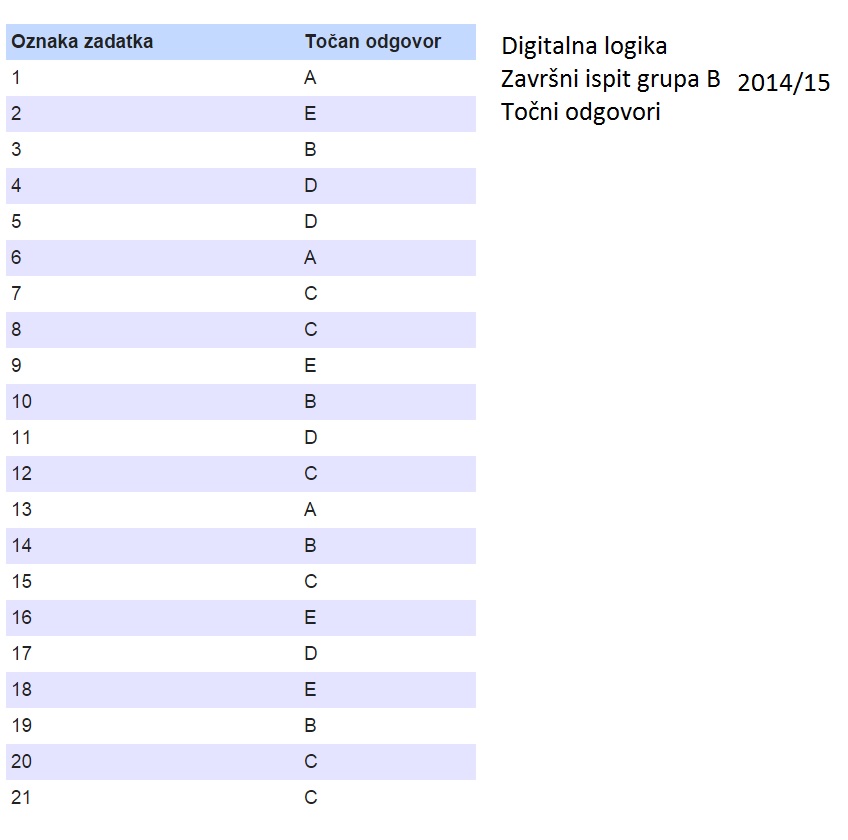 Oznaka zadatka Točan odgovor
1 A
2 E
3 B
4 D
5 D
6 A
7 C
8 C
9 E
10 B
11 D
12 C
13 A
14 B
15 C
16 E
17 D
18 E
19 B
20 C
21 C
Digitalna logika
Završni ispit grupa B 2014/15
Točni odgovori